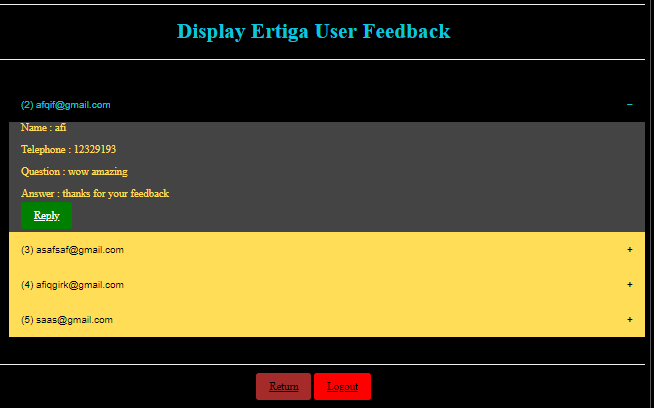 Display Ertiga User Feedback
(2) afqif@gmail.com −
Name : afi
Telephone : 12329193
Question : wow amazing
Answer : thanks for your feedback
Reply
(3) asafsaf@gmail.com +
(4) afiqgirk@gmail.com +
(5) saas@gmail.com +
Return Logout